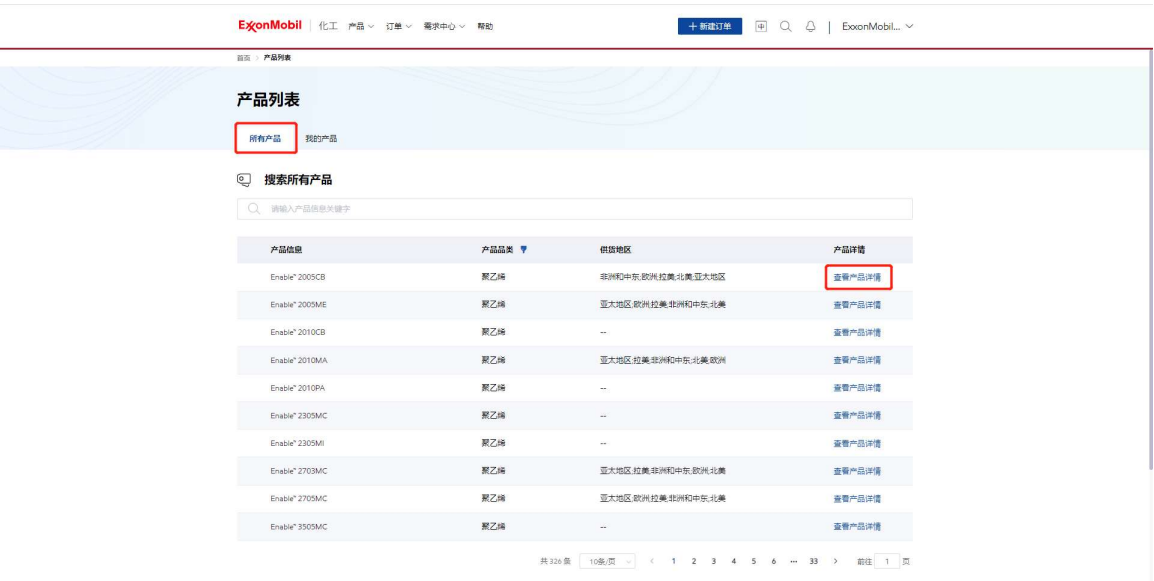 ExxonMobil 化工 产品 订单 需求中心 帮助 + 新建订单 中 ExxonMobil...
首页 > 产品列表
产品列表
所有产品 我的产品
搜索所有产品
请输入产品信息关键字
产品信息 产品品类 供货地区 产品详情
Enable™ 2005CB 聚乙烯 非洲和中东;欧洲;拉美;北美;亚太地区 查看产品详情
Enable™ 2005ME 聚乙烯 亚太地区;欧洲;拉美;非洲和中东;北美 查看产品详情
Enable™ 2010CB 聚乙烯 -- 查看产品详情
Enable™ 2010MA 聚乙烯 亚太地区;拉美;非洲和中东;北美;欧洲 查看产品详情
Enable™ 2010PA 聚乙烯 -- 查看产品详情
Enable™ 2305MC 聚乙烯 -- 查看产品详情
Enable™ 2305MI 聚乙烯 -- 查看产品详情
Enable™ 2703MC 聚乙烯 亚太地区;拉美;非洲和中东;欧洲;北美 查看产品详情
Enable™ 2705MC 聚乙烯 亚太地区;欧洲;拉美;非洲和中东;北美 查看产品详情
Enable™ 3505MC 聚乙烯 -- 查看产品详情
共 326 条 10条/页 < 1 2 3 4 5 6 ... 33 > 前往 1 页